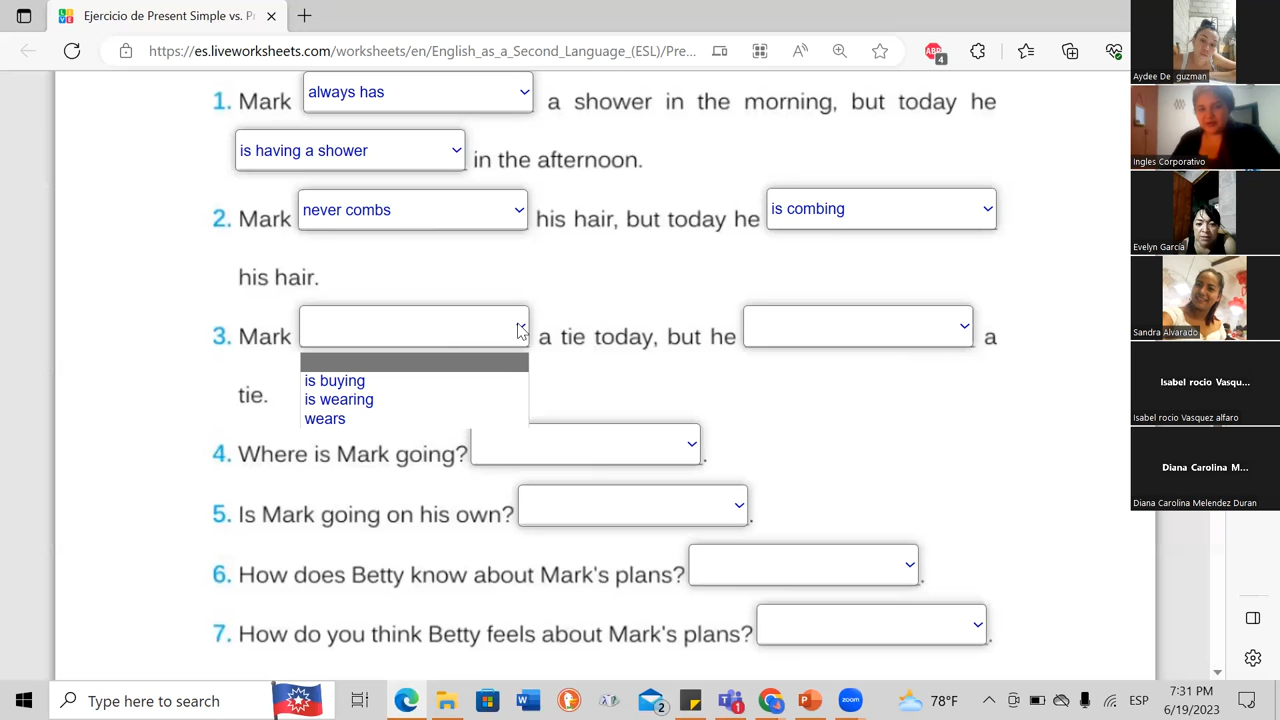 Ejercicio de Present Simple vs. P
https://es.liveworksheets.com/worksheets/en/English_as_a_Second_Language_(ESL)/Pre...
1. Mark always has a shower in the morning, but today he
is having a shower in the afternoon.
2. Mark never combs his hair, but today he is combing
his hair.
3. Mark a tie today, but he a
tie.
is buying
is wearing
wears
4. Where is Mark going? .
5. Is Mark going on his own? .
6. How does Betty know about Mark's plans? .
7. How do you think Betty feels about Mark's plans? .
Aydee De guzman
Ingles Corporativo
Evelyn García
Sandra Alvarado
Isabel rocio Vasqu...
Isabel rocio Vasquez alfaro
Diana Carolina M...
Diana Carolina Melendez Duran
Type here to search
78°F
ESP
7:31 PM
6/19/2023